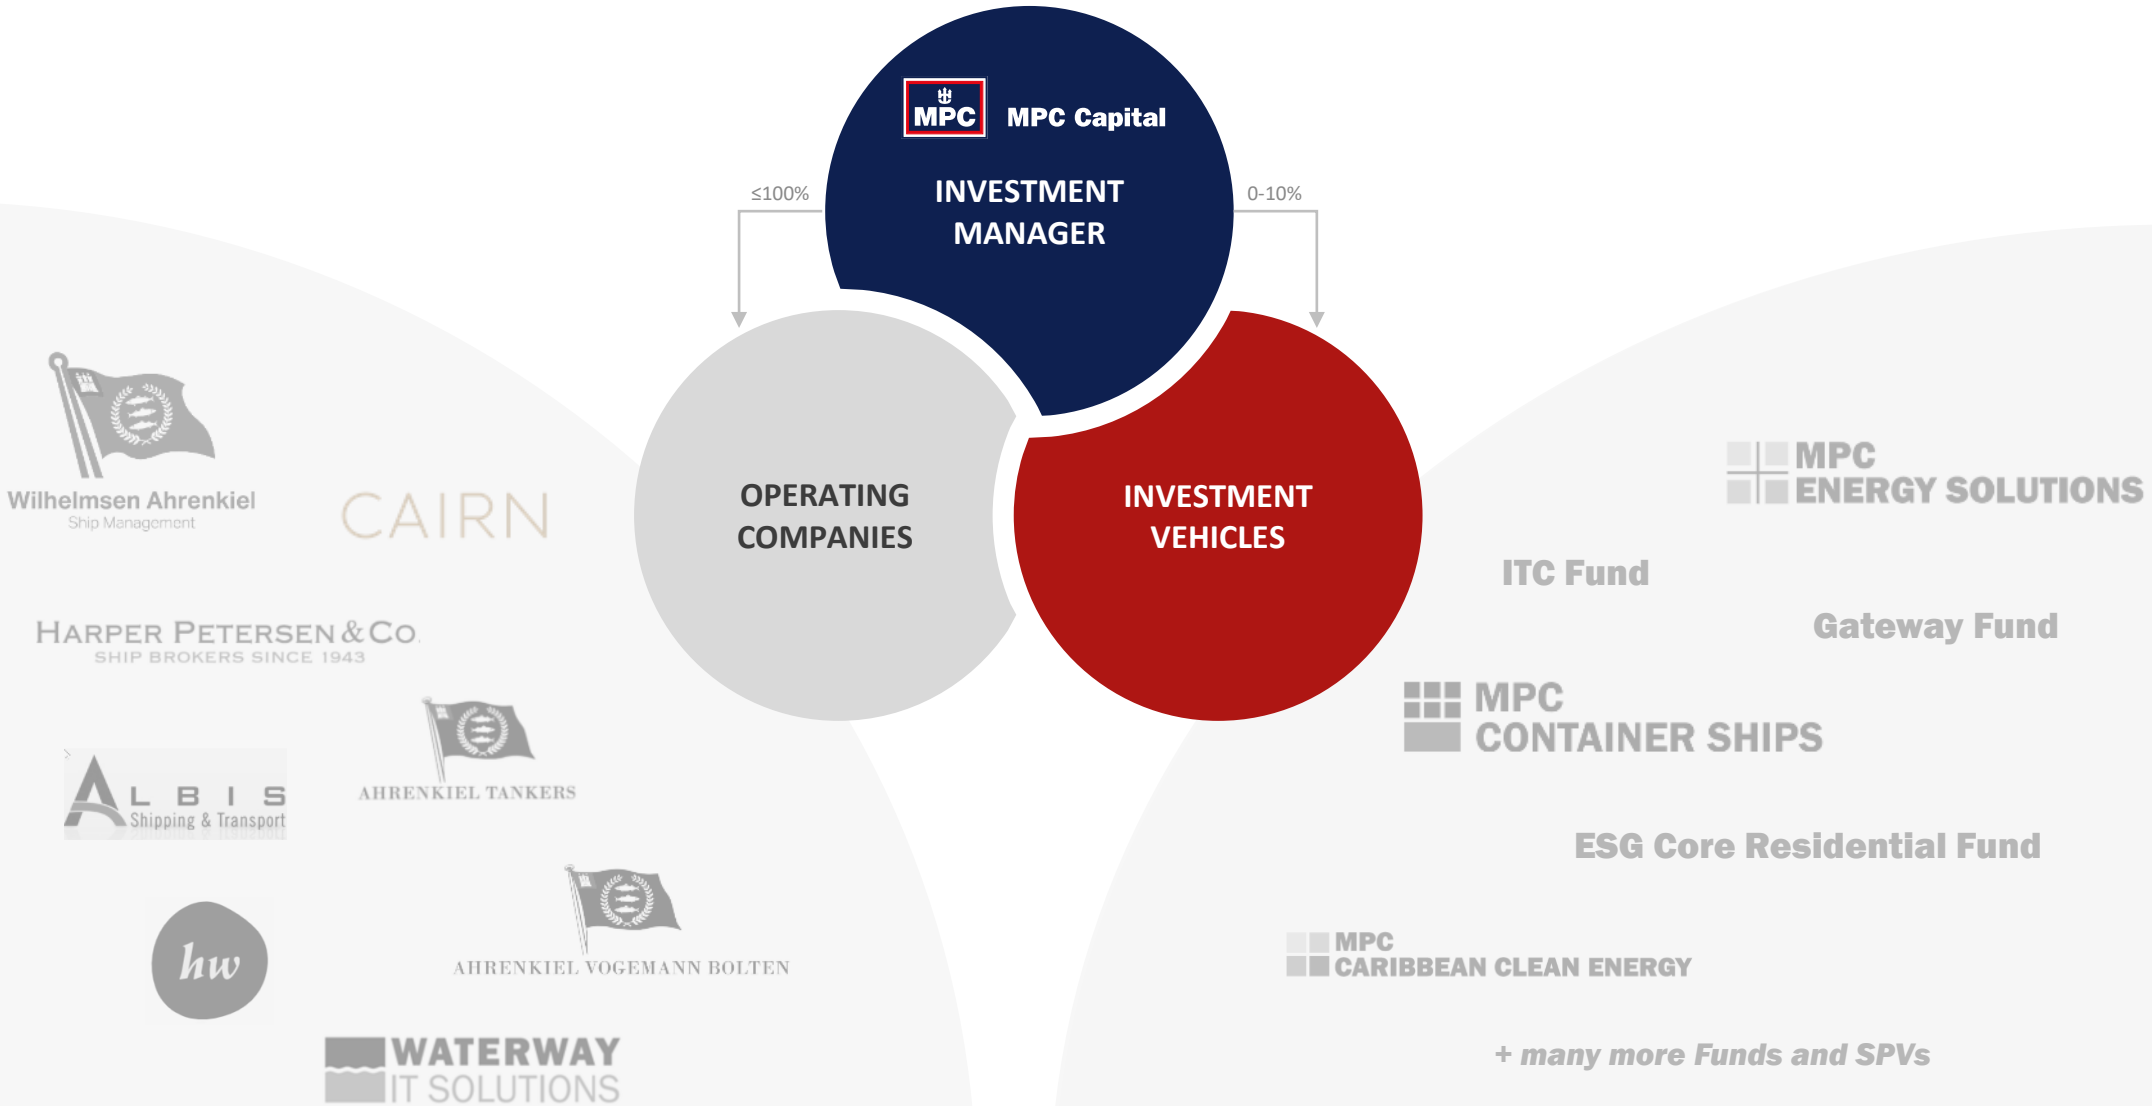 MPC
MPC Capital
INVESTMENT
MANAGER
≤100%
0-10%
OPERATING
COMPANIES
INVESTMENT
VEHICLES
Wilhelmsen Ahrenkiel
Ship Management
CAIRN
HARPER PETERSEN & CO.
SHIP BROKERS SINCE 1943
ALBIS
Shipping & Transport
AHRENKIEL TANKERS
hw
AHRENKIEL VOGEMANN BOLTEN
WATERWAY
IT SOLUTIONS
MPC
ENERGY SOLUTIONS
ITC Fund
Gateway Fund
MPC
CONTAINER SHIPS
ESG Core Residential Fund
MPC
CARIBBEAN CLEAN ENERGY
+ many more Funds and SPVs